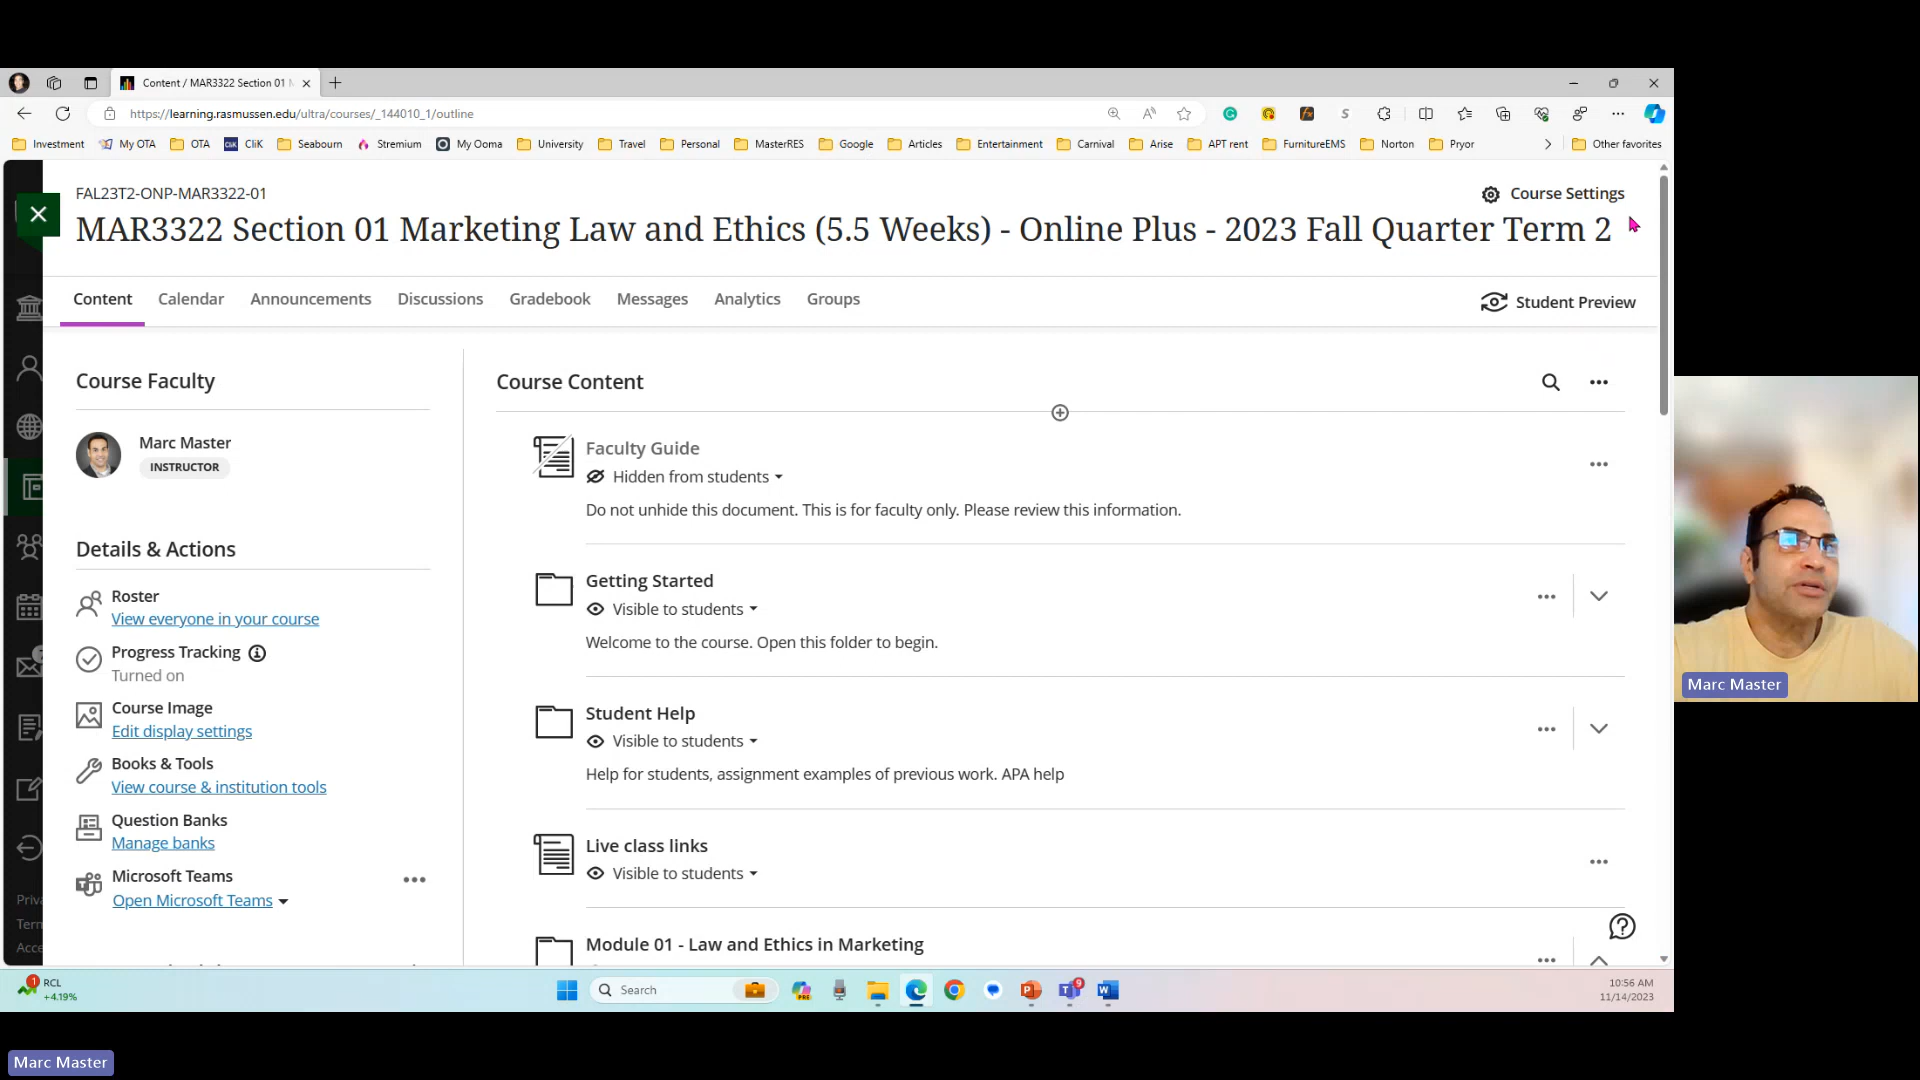 Content / MAR3322 Section 01
https://learning.rasmussen.edu/ultra/courses/_144010_1/outline
Investment My OTA OTA CliK Seabourn Stremium My Ooma University Travel Personal MasterRES Google Articles Entertainment Carnival Arise APT rent FurnitureEMS Norton Pryor Other favorites
FAL23T2-ONP-MAR3322-01
Course Settings
MAR3322 Section 01 Marketing Law and Ethics (5.5 Weeks) - Online Plus - 2023 Fall Quarter Term 2
Content Calendar Announcements Discussions Gradebook Messages Analytics Groups
Student Preview
Course Faculty
Marc Master
INSTRUCTOR
Details & Actions
Roster
View everyone in your course
Progress Tracking
Turned on
Course Image
Edit display settings
Books & Tools
View course & institution tools
Question Banks
Manage banks
Microsoft Teams
Open Microsoft Teams
Course Content
Faculty Guide
Hidden from students
Do not unhide this document. This is for faculty only. Please review this information.
Getting Started
Visible to students
Welcome to the course. Open this folder to begin.
Student Help
Visible to students
Help for students, assignment examples of previous work. APA help
Live class links
Visible to students
Module 01 - Law and Ethics in Marketing
Priva
Term
Acce
Marc Master
1
RCL
+4.19%
Search
PRE
9
10:56 AM
11/14/2023
Marc Master